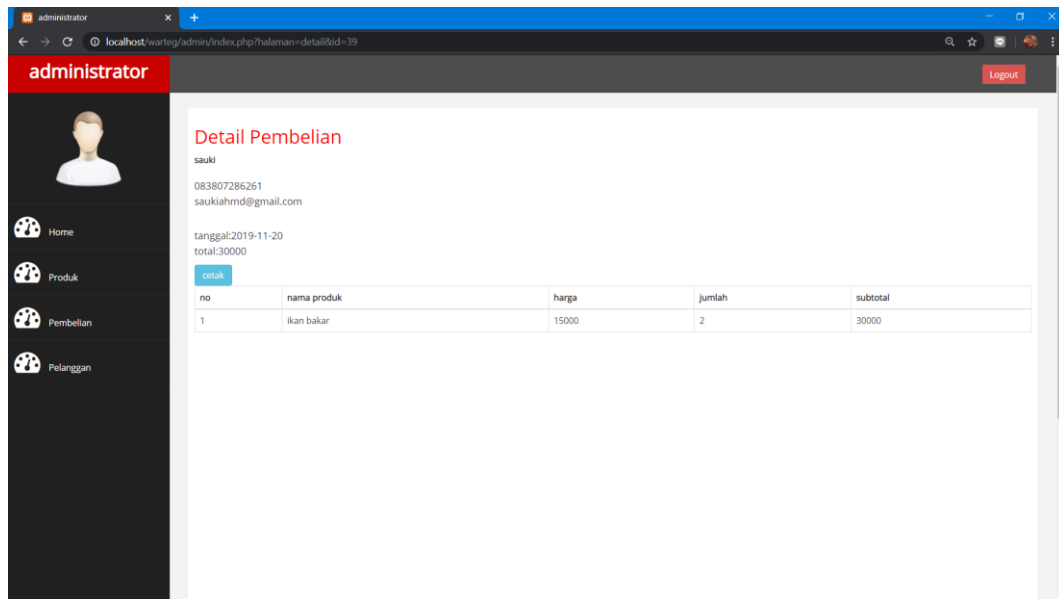 administrator
localhost/warteg/admin/index.php?halaman=detail&id=39
administrator
Logout
Home
Produk
Pembelian
Pelanggan
Detail Pembelian
sauki
083807286261
saukiahmd@gmail.com
tanggal:2019-11-20
total:30000
cetak
no nama produk harga jumlah subtotal
1 ikan bakar 15000 2 30000